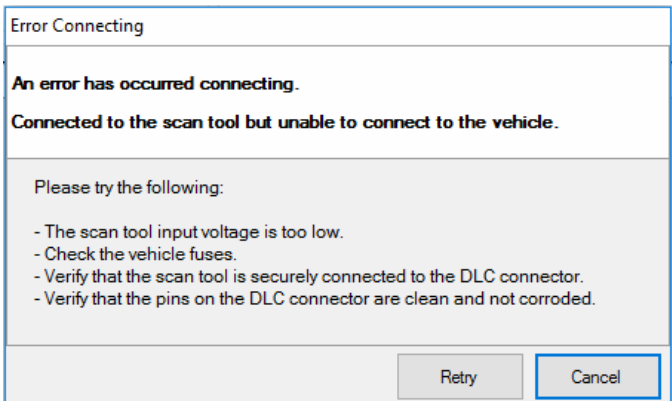 Error Connecting
An error has occurred connecting.
Connected to the scan tool but unable to connect to the vehicle.
Please try the following:
- The scan tool input voltage is too low.
- Check the vehicle fuses.
- Verify that the scan tool is securely connected to the DLC connector.
- Verify that the pins on the DLC connector are clean and not corroded.
Retry
Cancel